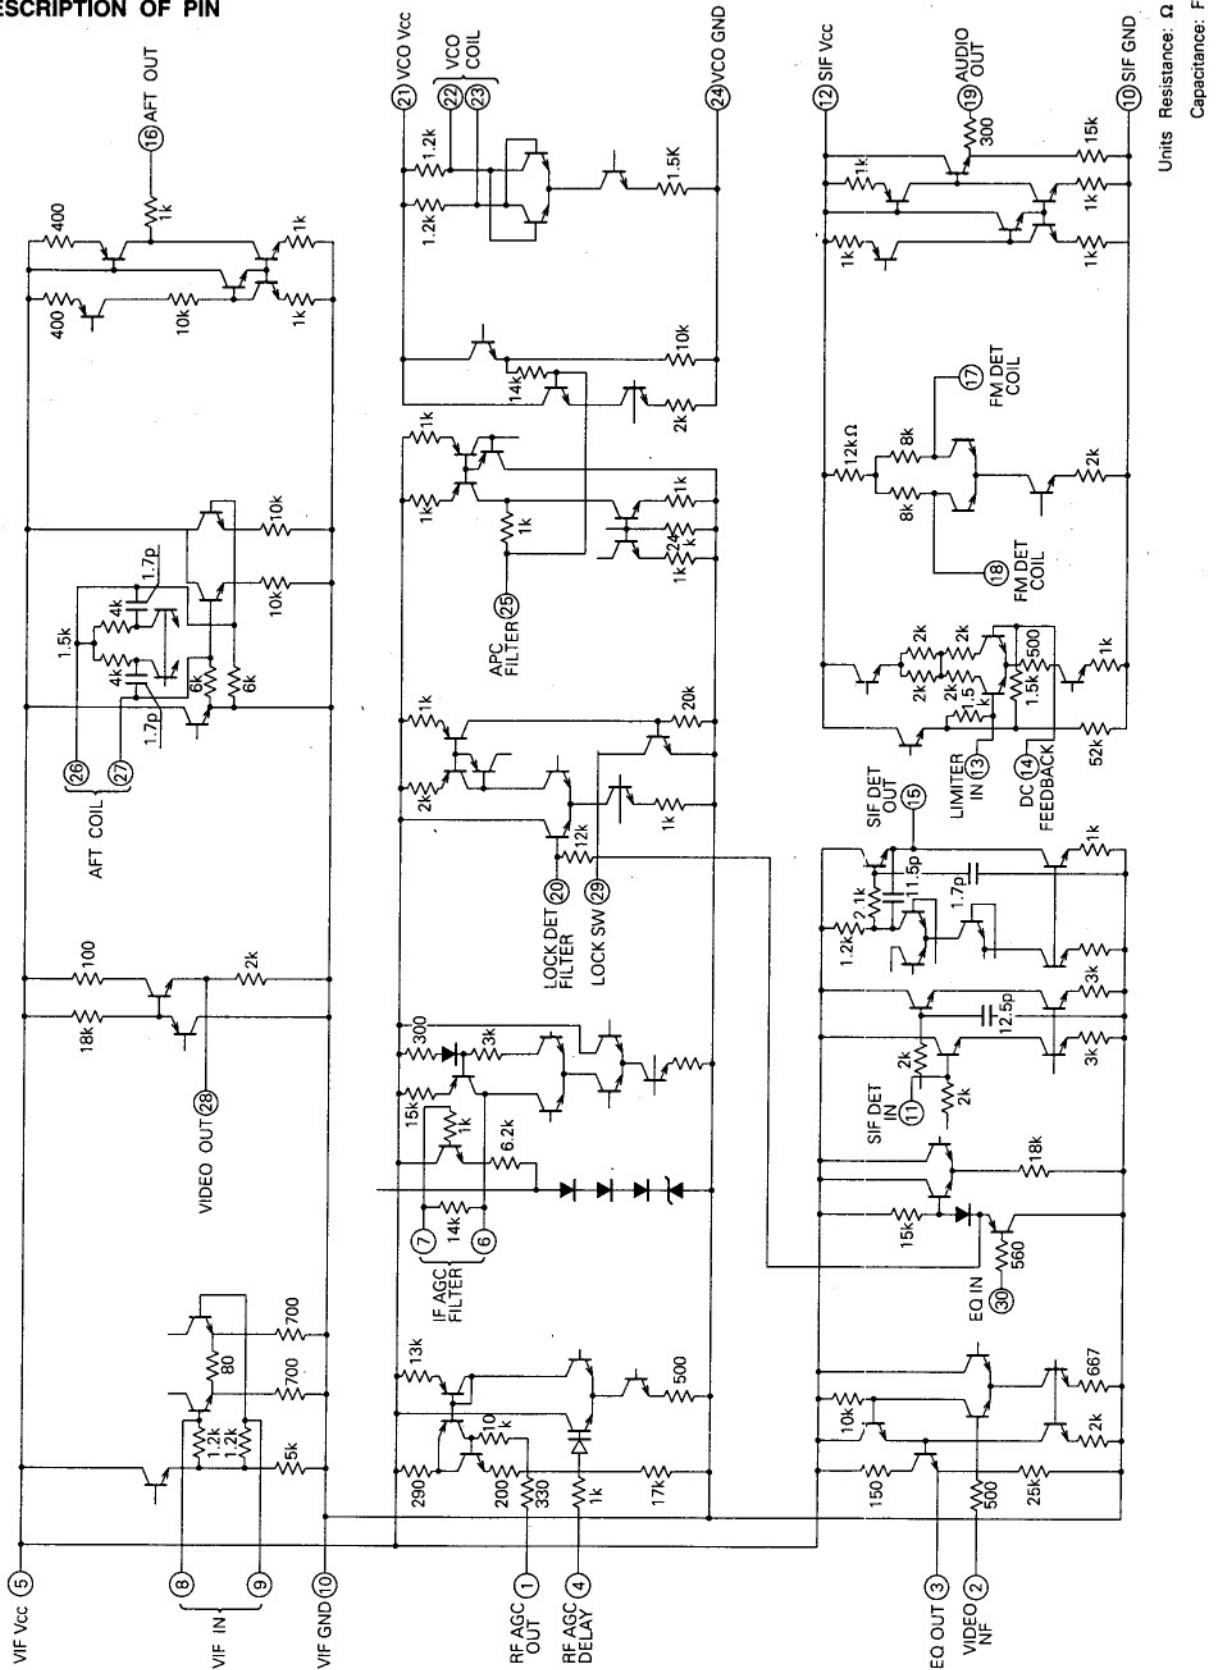 DESCRIPTION OF PIN
VIF Vcc 5
8
VIF IN
9
VIF GND 10
5k
1.2k
1.2k
80
700
700
VIDEO OUT 28
18k
100
2k
AFT COIL
26
27
1.7p
4k
1.5k
4k
1.7p
6k
6k
10k
10k
400
10k
1k
400
1k
1k
16 AFT OUT
RF AGC OUT
1
RF AGC DELAY
4
290
200
330
10k
1k
17k
13k
500
IF AGC FILTER
7
6
14k
15k
1k
6.2k
300
3k
LOCK DET FILTER
20
LOCK SW 29
12k
2k
1k
1k
20k
APC FILTER
25
1k
1k
1k
1k
24k
1k
14k
2k
10k
1.2k
1.2k
1.5K
21 VCO Vcc
22
VCO COIL
23
24 VCO GND
EQ OUT 3
VIDEO NF
2
150
500
25k
10k
2k
667
EQ IN
30
560
15k
18k
SIF DET IN
11
2k
2k
3k
12.5p
3k
1.2k
2.1k
11.5p
1.7p
1k
SIF DET OUT
15
LIMITER IN 13
DC 14
FEEDBACK
52k
1.5k
1.5k
2k
2k
2k
2k
500
1k
18
FM DET COIL
8k
12kΩ
8k
2k
17
FM DET COIL
1k
1k
1k
1k
15k
300
12 SIF Vcc
19 AUDIO OUT
10 SIF GND
Units Resistance: Ω
Capacitance: F